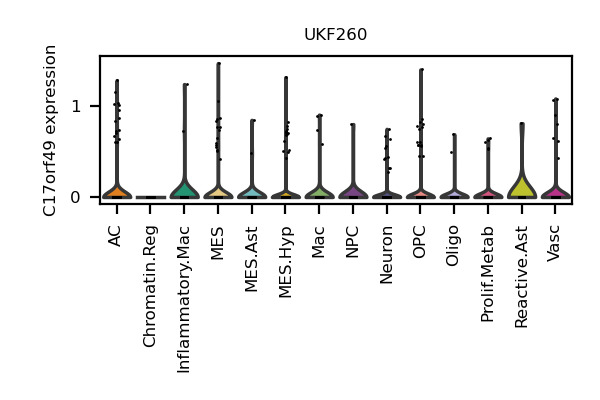 UKF260
C17orf49 expression
1
0
AC
Chromatin.Reg
Inflammatory.Mac
MES
MES.Ast
MES.Hyp
Mac
NPC
Neuron
OPC
Oligo
Prolif.Metab
Reactive.Ast
Vasc